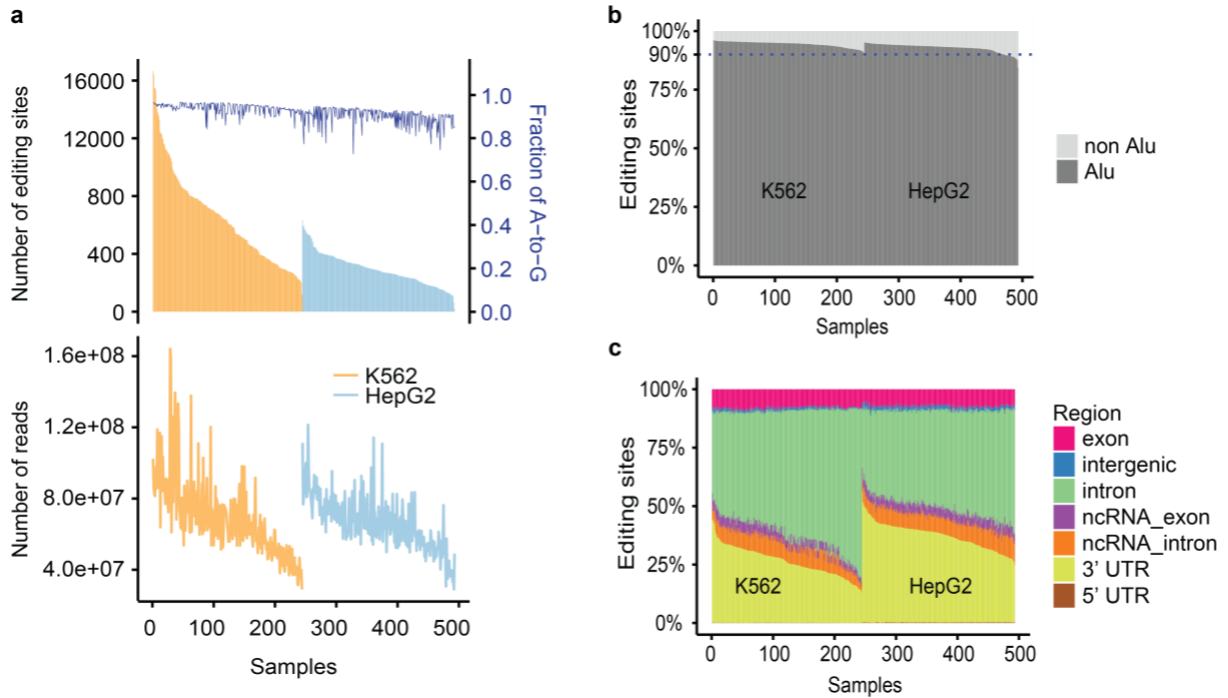 a
Number of editing sites
16000
12000
800
400
0
1.0
0.8
0.6
0.4
0.2
0.0
Fraction of A−to−G
Number of reads
1.6e+08
1.2e+08
8.0e+07
4.0e+07
K562
HepG2
0 100 200 300 400 500
Samples
b
Editing sites
100%
90%
75%
50%
25%
0%
K562 HepG2
0 100 200 300 400 500
Samples
non Alu
Alu
c
Editing sites
100%
75%
50%
25%
0%
K562 HepG2
0 100 200 300 400 500
Samples
Region
exon
intergenic
intron
ncRNA_exon
ncRNA_intron
3' UTR
5' UTR